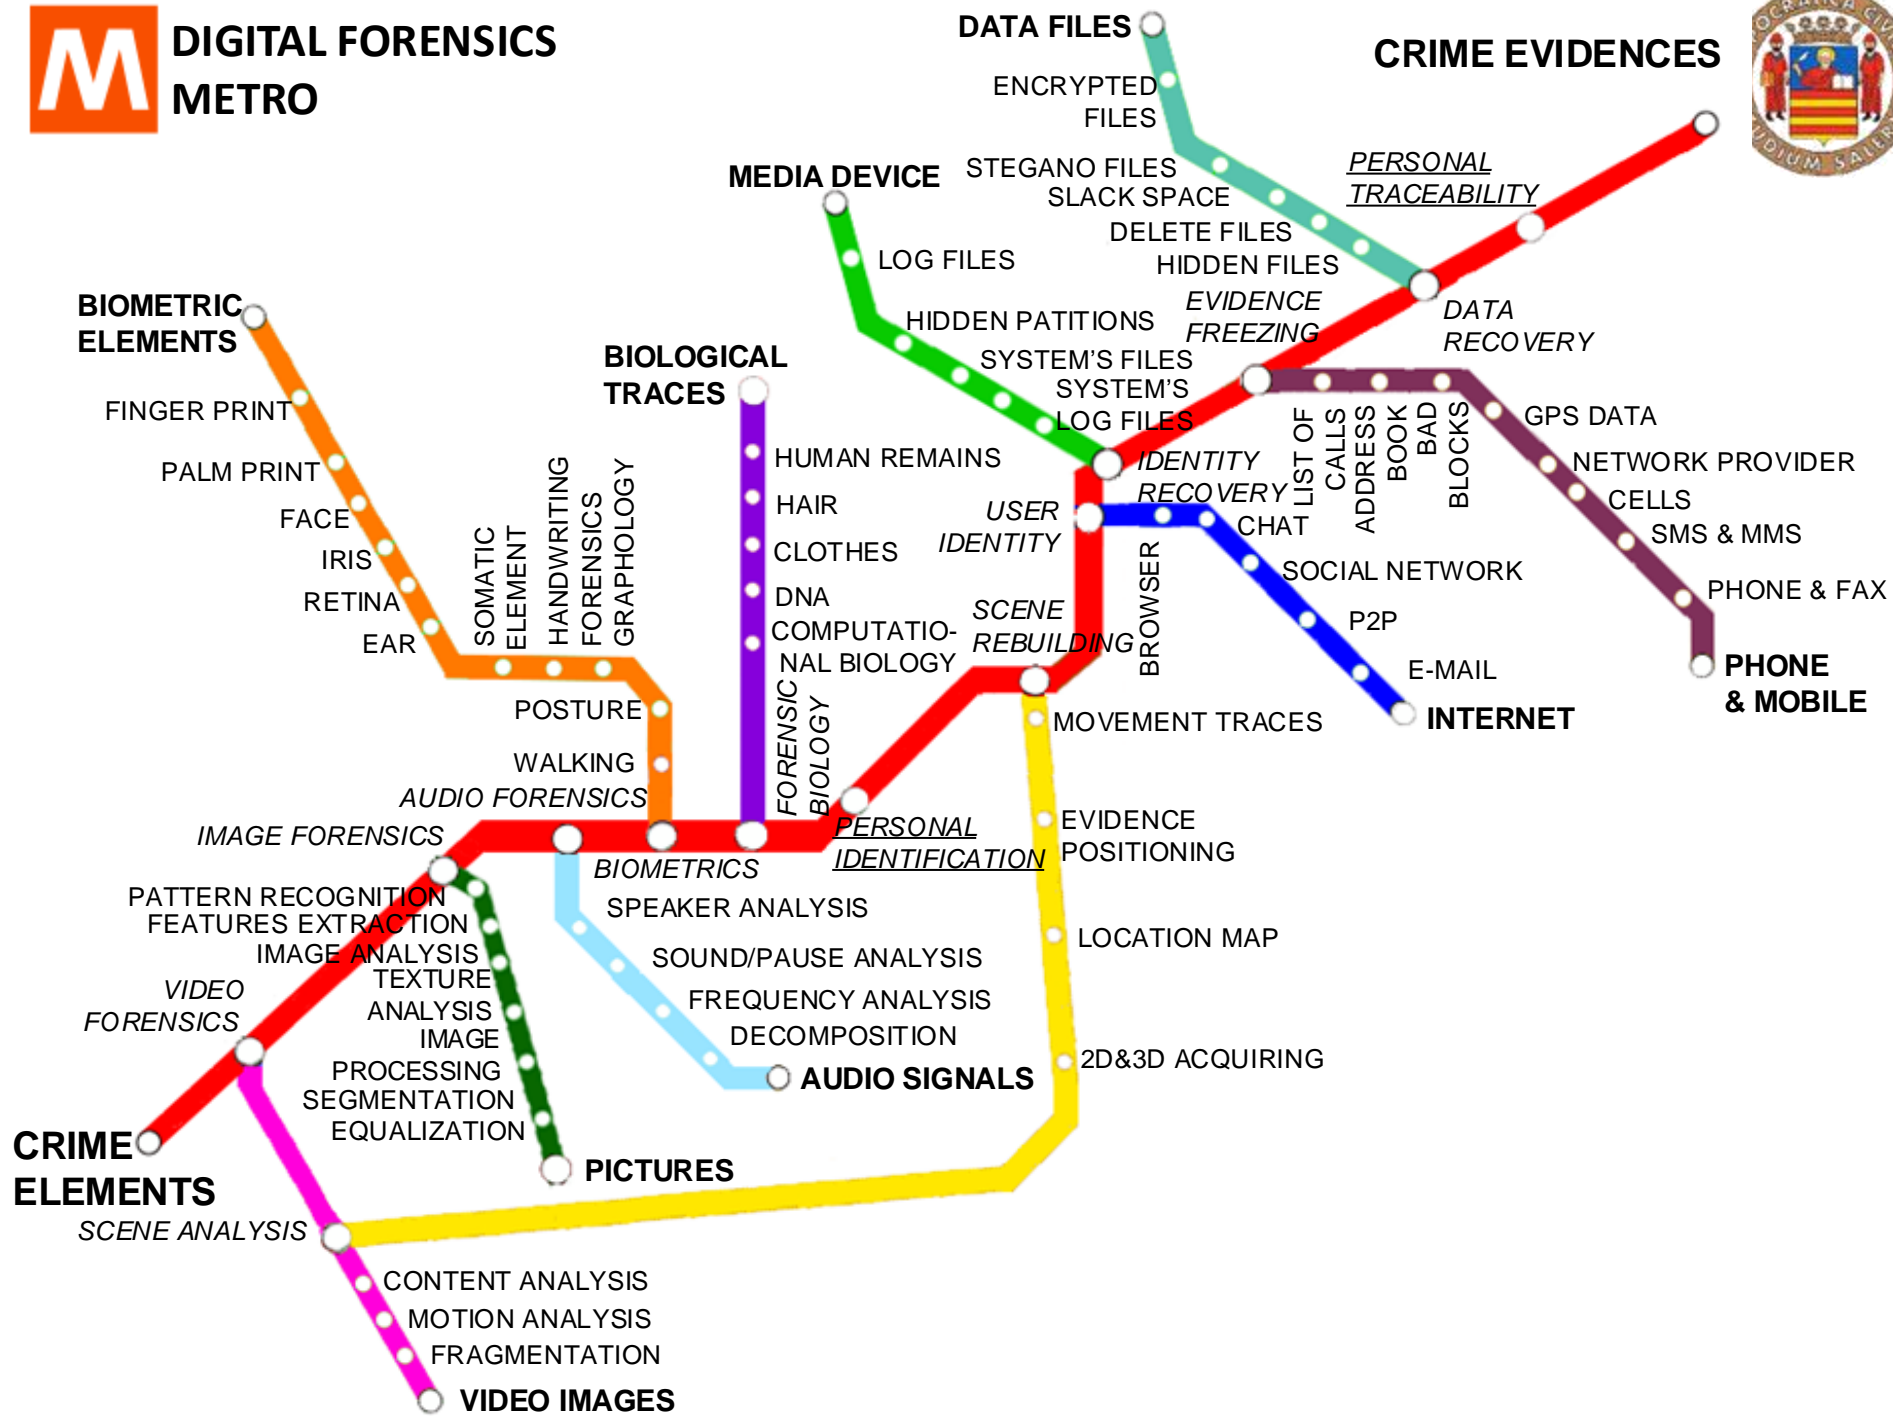 M
DIGITAL FORENSICS
METRO
DATA FILES
CRIME EVIDENCES
ENCRYPTED
FILES
STEGANO FILES
SLACK SPACE
DELETE FILES
HIDDEN FILES
PERSONAL
TRACEABILITY
MEDIA DEVICE
LOG FILES
HIDDEN PATITIONS
SYSTEM'S FILES
SYSTEM'S
LOG FILES
EVIDENCE
FREEZING
DATA
RECOVERY
BIOMETRIC
ELEMENTS
FINGER PRINT
PALM PRINT
FACE
IRIS
RETINA
EAR
SOMATIC
ELEMENT
HANDWRITING
FORENSICS
GRAPHOLOGY
POSTURE
WALKING
BIOLOGICAL
TRACES
HUMAN REMAINS
HAIR
CLOTHES
DNA
COMPUTATIO-
NAL BIOLOGY
FORENSIC
BIOLOGY
IDENTITY
RECOVERY
USER
IDENTITY
SCENE
REBUILDING
LIST OF
CALLS
ADDRESS
BOOK
BAD
BLOCKS
GPS DATA
NETWORK PROVIDER
CELLS
SMS & MMS
PHONE & FAX
PHONE
& MOBILE
BROWSER
CHAT
SOCIAL NETWORK
P2P
E-MAIL
INTERNET
MOVEMENT TRACES
EVIDENCE
POSITIONING
LOCATION MAP
2D&3D ACQUIRING
AUDIO FORENSICS
IMAGE FORENSICS
BIOMETRICS
PERSONAL
IDENTIFICATION
PATTERN RECOGNITION
FEATURES EXTRACTION
IMAGE ANALYSIS
TEXTURE
ANALYSIS
IMAGE
PROCESSING
SEGMENTATION
EQUALIZATION
PICTURES
SPEAKER ANALYSIS
SOUND/PAUSE ANALYSIS
FREQUENCY ANALYSIS
DECOMPOSITION
AUDIO SIGNALS
VIDEO
FORENSICS
CRIME
ELEMENTS
SCENE ANALYSIS
CONTENT ANALYSIS
MOTION ANALYSIS
FRAGMENTATION
VIDEO IMAGES